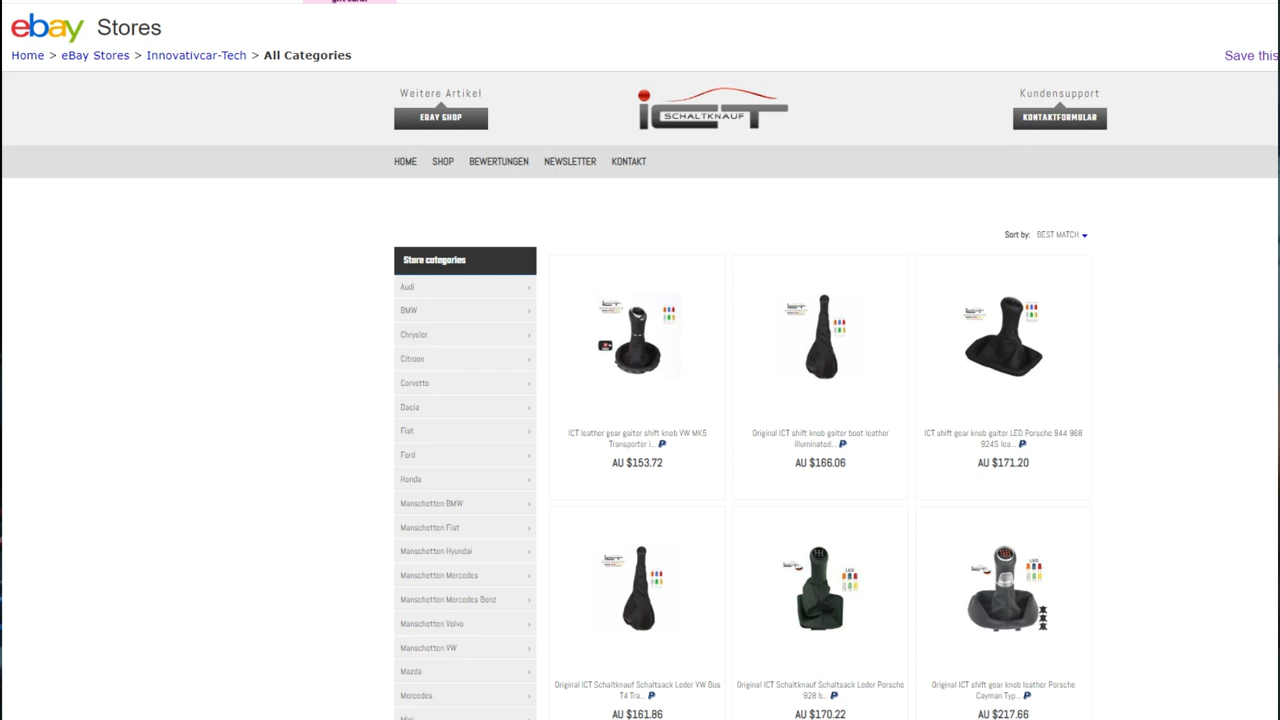 ebay Stores
Home > eBay Stores > Innovativcar-Tech > All Categories
Save this
Weitere Artikel
EBAY SHOP
iCT
SCHALTKNAUF
Kundensupport
KONTAKTFORMULAR
HOME SHOP BEWERTUNGEN NEWSLETTER KONTAKT
Sort by: BEST MATCH
Store categories
Audi
BMW
Chrysler
Citroen
Corvette
Dacia
Fiat
Ford
Honda
Manschetten BMW
Manschetten Fiat
Manschetten Hyundai
Manschetten Mercedes
Manschetten Mercedes Benz
Manschetten Volvo
Manschetten VW
Mazda
Mercedes
Mini
ICT leather gear gaiter shift knob VW MK5
Transporter i...
AU $153.72
Original ICT shift knob gaiter boot leather
illuminated...
AU $166.06
ICT shift gear knob gaiter LED Porsche 944 968
924S lea...
AU $171.20
Original ICT Schaltknauf Schaltsack Leder VW Bus
T4 Tra...
AU $161.86
Original ICT Schaltknauf Schaltsack Leder Porsche
928 b...
AU $170.22
LED
Original ICT shift gear knob leather Porsche
Cayman Typ...
AU $217.66
LED